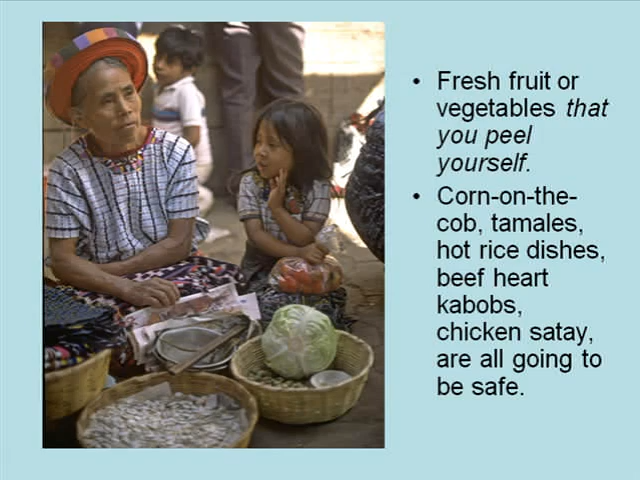 • Fresh fruit or
vegetables that
you peel
yourself.
• Corn-on-the-
cob, tamales,
hot rice dishes,
beef heart
kabobs,
chicken satay,
are all going to
be safe.